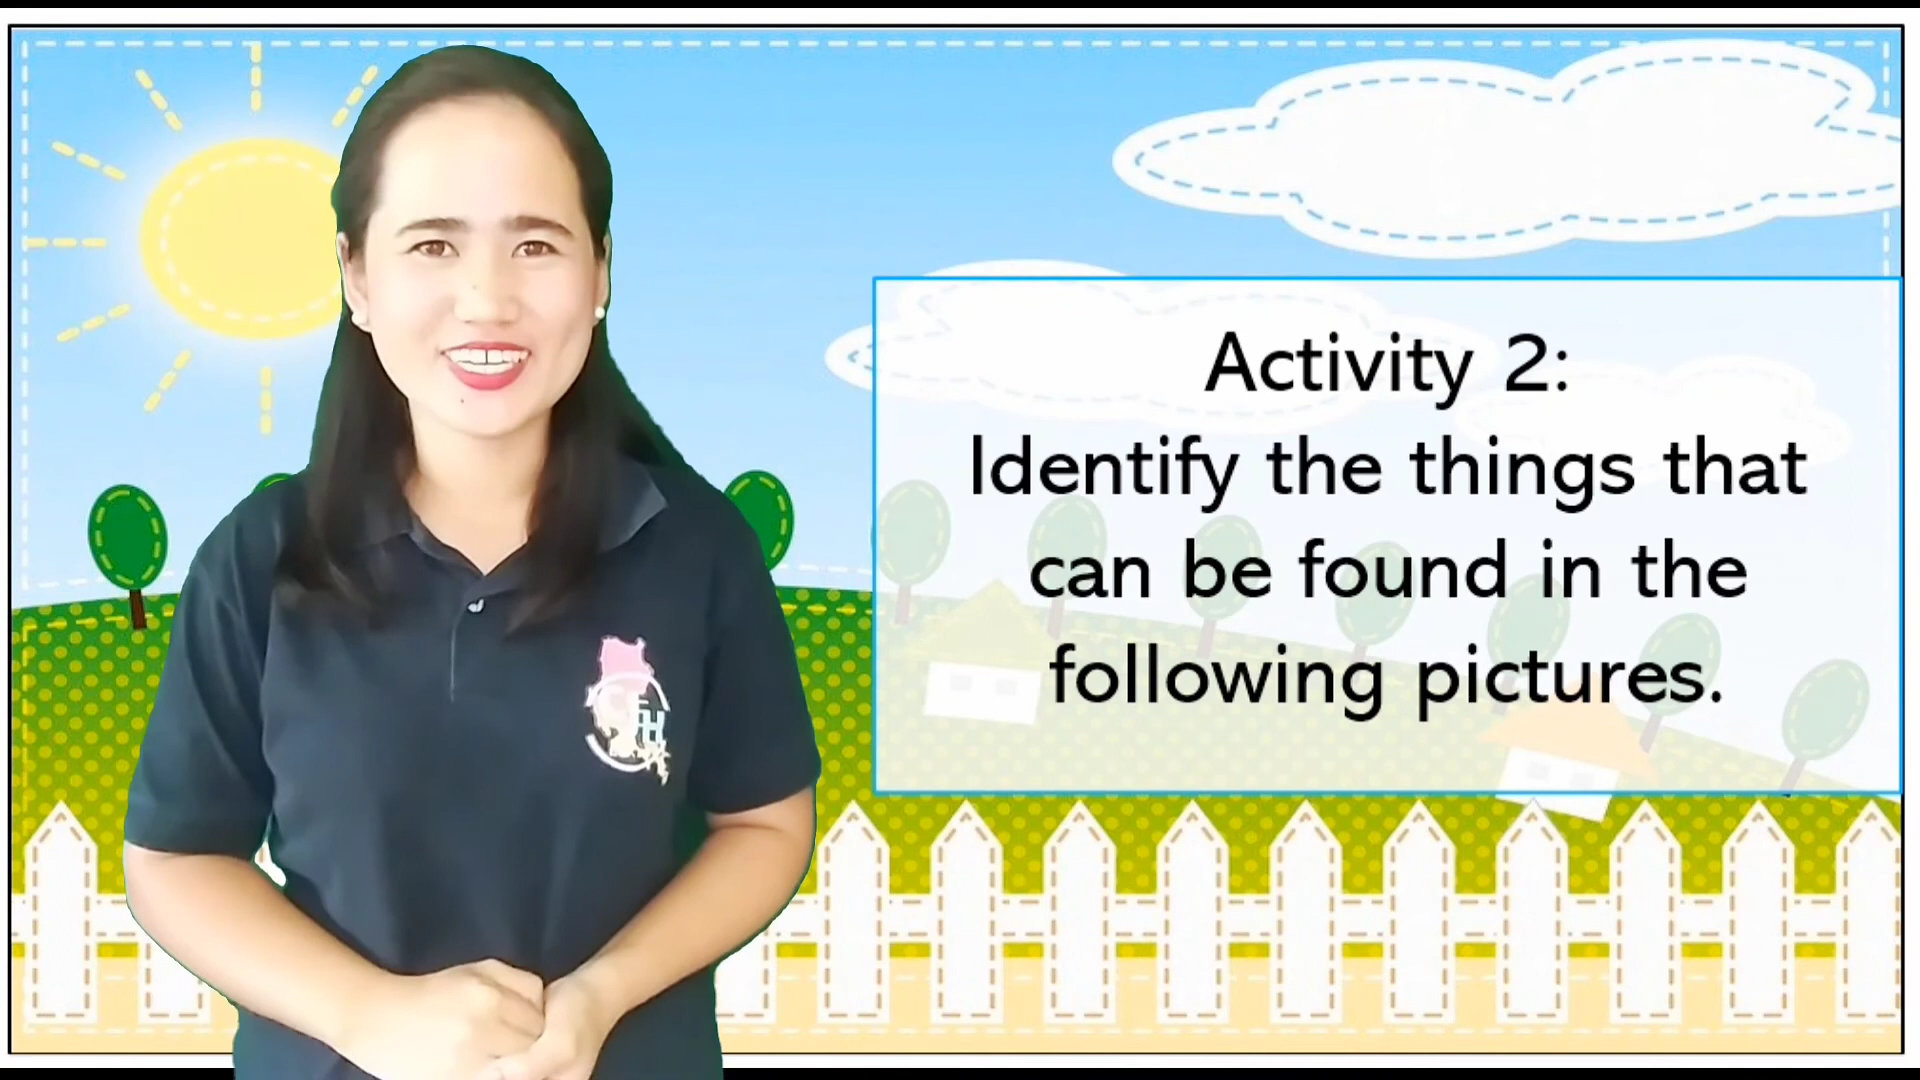 Activity 2:
Identify the things that
can be found in the
following pictures.